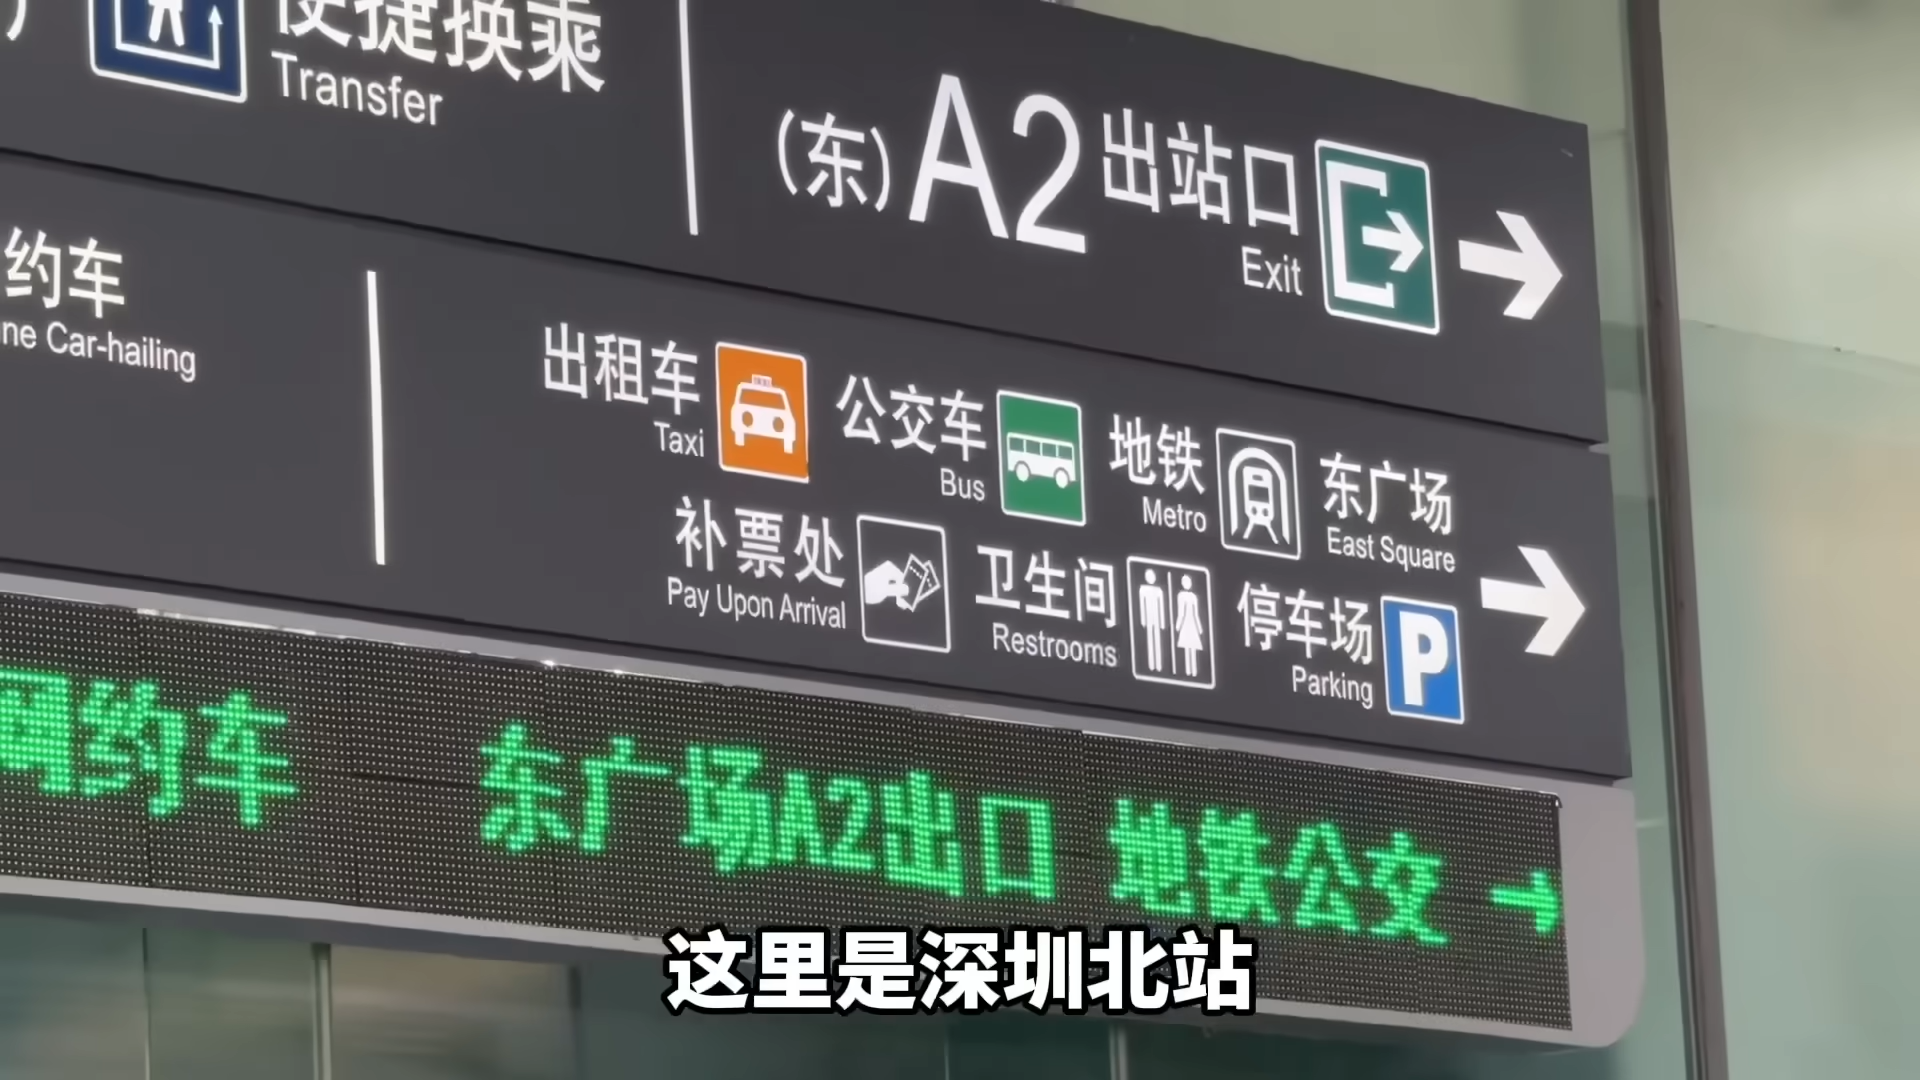 便捷换乘
Transfer
(东) A2 出站口
Exit
约车
ne Car-hailing
出租车
Taxi
公交车
Bus
地铁
Metro
东广场
East Square
补票处
Pay Upon Arrival
卫生间
Restrooms
停车场
Parking
P
网约车 东广场A2出口 地铁公交
这里是深圳北站